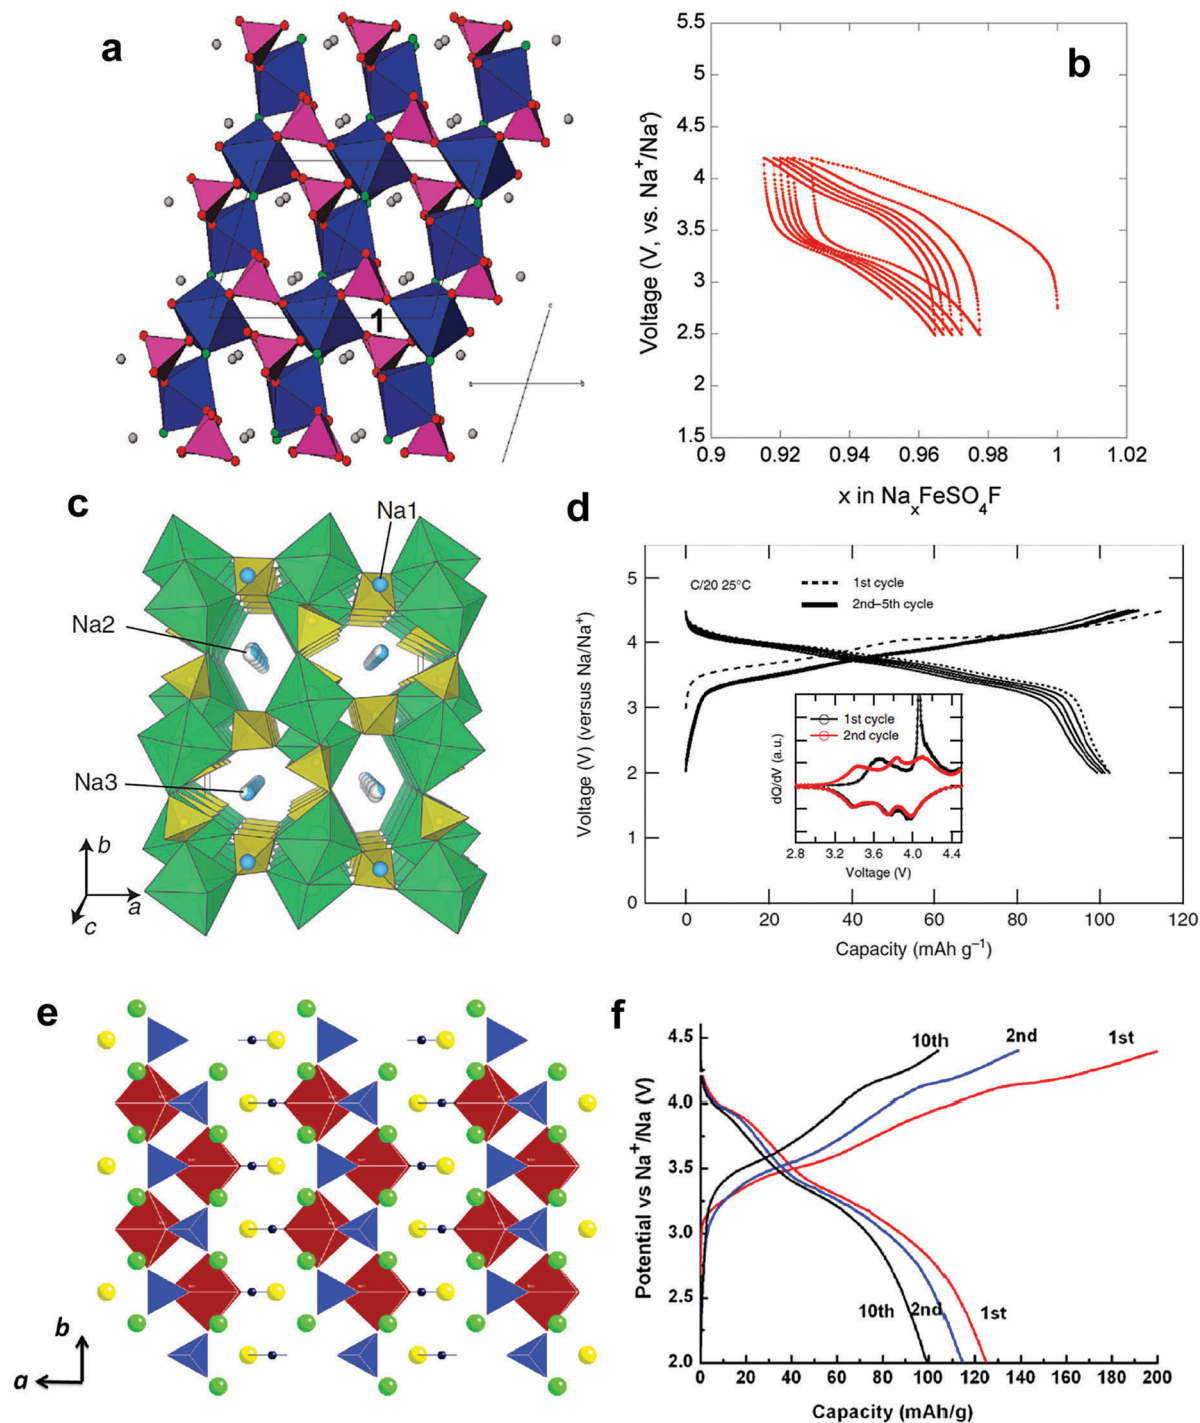 a
1
b
5.5
5
4.5
4
3.5
3
2.5
2
1.5
0.9
0.92
0.94
0.96
0.98
1
1.02
Voltage (V, vs. Na⁺/Na°)
x in NaₓFeSO₄F
c
Na1
Na2
Na3
b
a
c
d
C/20 25°C
1st cycle
2nd–5th cycle
5
4
3
2
1
0
0
20
40
60
80
100
120
Voltage (V) (versus Na/Na⁺)
Capacity (mAh g⁻¹)
1st cycle
2nd cycle
dQ/dV (a.u.)
2.8
3.2
3.6
4.0
4.4
Voltage (V)
e
b
a
f
4.5
4.0
3.5
3.0
2.5
2.0
10th
2nd
1st
10th
2nd
1st
0
20
40
60
80
100
120
140
160
180
200
Potential vs Na⁺/Na (V)
Capacity (mAh/g)